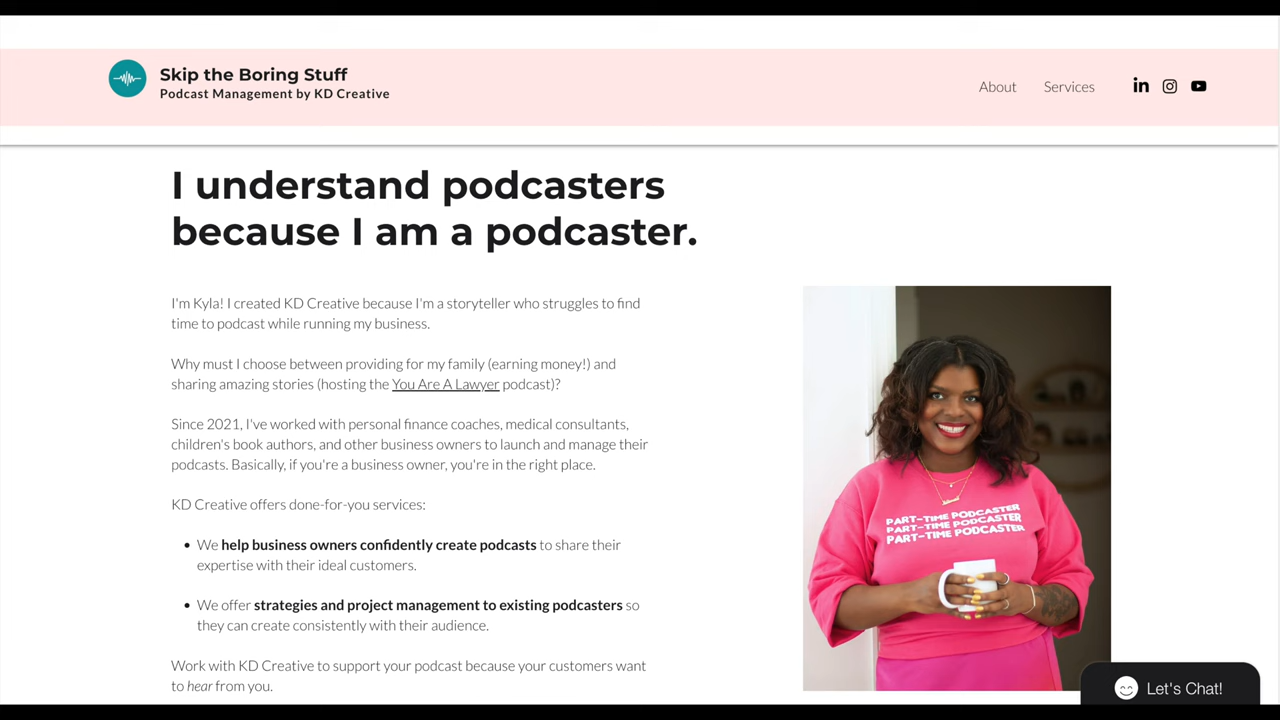 Skip the Boring Stuff
Podcast Management by KD Creative
About
Services
in
I understand podcasters
because I am a podcaster.
I'm Kyla! I created KD Creative because I'm a storyteller who struggles to find
time to podcast while running my business.
Why must I choose between providing for my family (earning money!) and
sharing amazing stories (hosting the You Are A Lawyer podcast)?
Since 2021, I've worked with personal finance coaches, medical consultants,
children's book authors, and other business owners to launch and manage their
podcasts. Basically, if you're a business owner, you're in the right place.
KD Creative offers done-for-you services:
• We help business owners confidently create podcasts to share their
expertise with their ideal customers.
• We offer strategies and project management to existing podcasters so
they can create consistently with their audience.
Work with KD Creative to support your podcast because your customers want
to hear from you.
PART-TIME PODCASTER
PART-TIME PODCASTER
PART-TIME PODCASTER
Let's Chat!